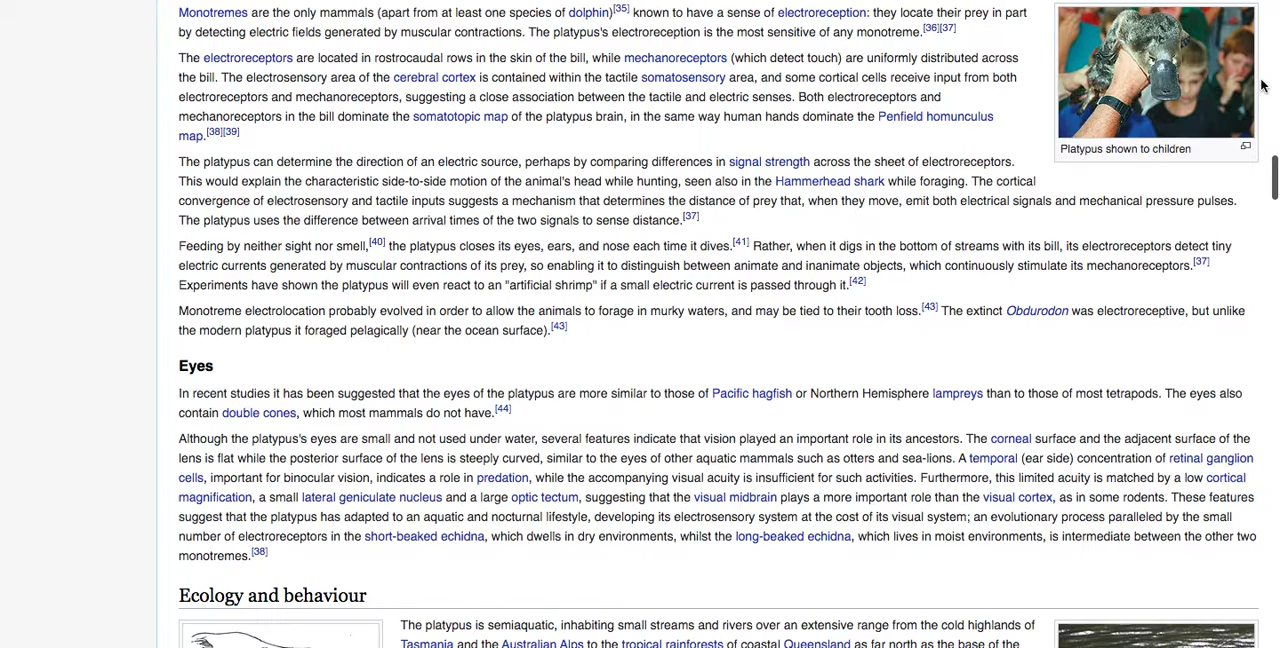 Monotremes are the only mammals (apart from at least one species of dolphin)[35] known to have a sense of electroreception: they locate their prey in part
by detecting electric fields generated by muscular contractions. The platypus's electroreception is the most sensitive of any monotreme.[36][37]
The electroreceptors are located in rostrocaudal rows in the skin of the bill, while mechanoreceptors (which detect touch) are uniformly distributed across
the bill. The electrosensory area of the cerebral cortex is contained within the tactile somatosensory area, and some cortical cells receive input from both
electroreceptors and mechanoreceptors, suggesting a close association between the tactile and electric senses. Both electroreceptors and
mechanoreceptors in the bill dominate the somatotopic map of the platypus brain, in the same way human hands dominate the Penfield homunculus
map.[38][39]
Platypus shown to children
The platypus can determine the direction of an electric source, perhaps by comparing differences in signal strength across the sheet of electroreceptors.
This would explain the characteristic side-to-side motion of the animal's head while hunting, seen also in the Hammerhead shark while foraging. The cortical
convergence of electrosensory and tactile inputs suggests a mechanism that determines the distance of prey that, when they move, emit both electrical signals and mechanical pressure pulses.
The platypus uses the difference between arrival times of the two signals to sense distance.[37]
Feeding by neither sight nor smell,[40] the platypus closes its eyes, ears, and nose each time it dives.[41] Rather, when it digs in the bottom of streams with its bill, its electroreceptors detect tiny
electric currents generated by muscular contractions of its prey, so enabling it to distinguish between animate and inanimate objects, which continuously stimulate its mechanoreceptors.[37]
Experiments have shown the platypus will even react to an "artificial shrimp" if a small electric current is passed through it.[42]
Monotreme electrolocation probably evolved in order to allow the animals to forage in murky waters, and may be tied to their tooth loss.[43] The extinct Obdurodon was electroreceptive, but unlike
the modern platypus it foraged pelagically (near the ocean surface).[43]
Eyes
In recent studies it has been suggested that the eyes of the platypus are more similar to those of Pacific hagfish or Northern Hemisphere lampreys than to those of most tetrapods. The eyes also
contain double cones, which most mammals do not have.[44]
Although the platypus's eyes are small and not used under water, several features indicate that vision played an important role in its ancestors. The corneal surface and the adjacent surface of the
lens is flat while the posterior surface of the lens is steeply curved, similar to the eyes of other aquatic mammals such as otters and sea-lions. A temporal (ear side) concentration of retinal ganglion
cells, important for binocular vision, indicates a role in predation, while the accompanying visual acuity is insufficient for such activities. Furthermore, this limited acuity is matched by a low cortical
magnification, a small lateral geniculate nucleus and a large optic tectum, suggesting that the visual midbrain plays a more important role than the visual cortex, as in some rodents. These features
suggest that the platypus has adapted to an aquatic and nocturnal lifestyle, developing its electrosensory system at the cost of its visual system; an evolutionary process paralleled by the small
number of electroreceptors in the short-beaked echidna, which dwells in dry environments, whilst the long-beaked echidna, which lives in moist environments, is intermediate between the other two
monotremes.[38]
Ecology and behaviour
The platypus is semiaquatic, inhabiting small streams and rivers over an extensive range from the cold highlands of
Tasmania and the Australian Alps to the tropical rainforests of coastal Queensland as far north as the base of the